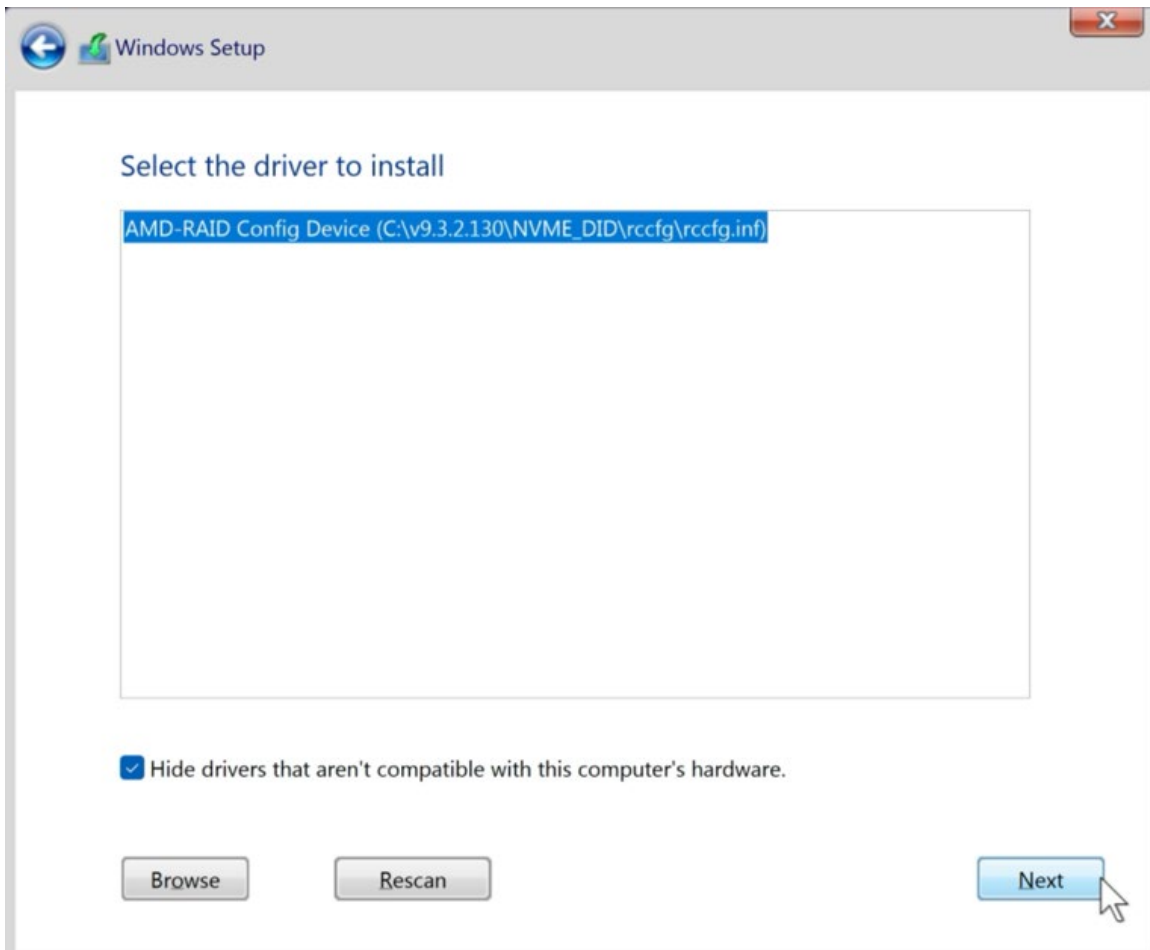 Windows Setup
Select the driver to install
AMD-RAID Config Device (C:\v9.3.2.130\NVME_DID\rccfg\rccfg.inf)
Hide drivers that aren't compatible with this computer's hardware.
Browse
Rescan
Next